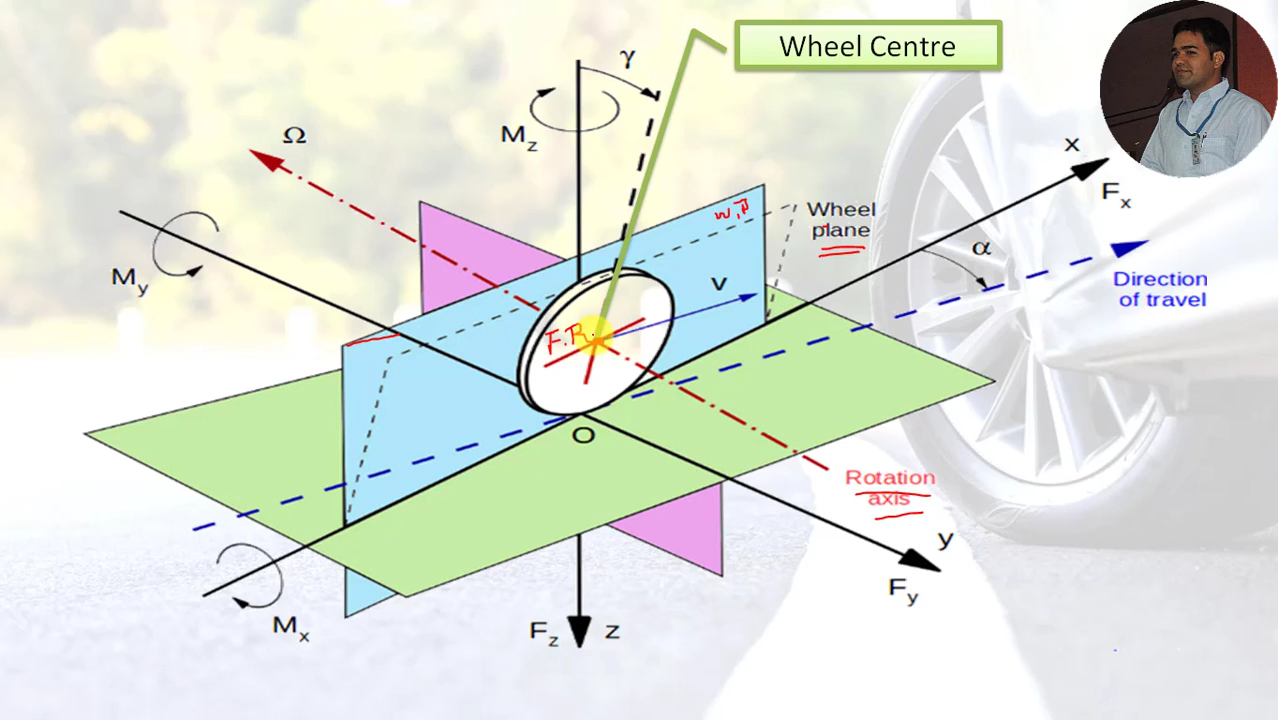 Wheel Centre
γ
Ω
M_z
x
F_x
w.P
Wheel
plane
α
v
M_y
Direction
of travel
F.R.
O
Rotation
axis
y
F_y
M_x
F_z
z